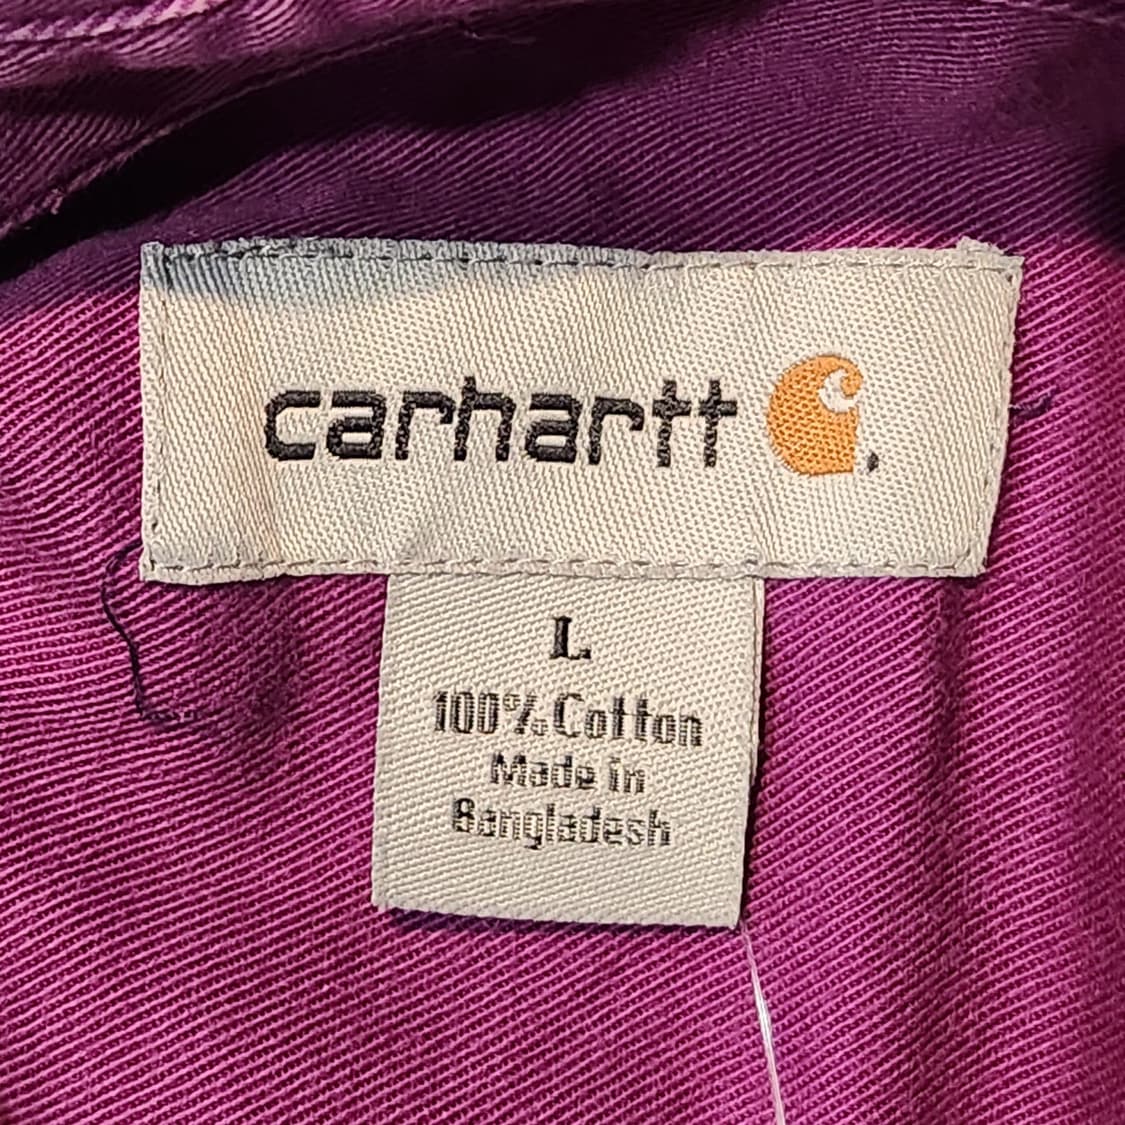 carhartt
L
100% Cotton
Made in
Bangladesh